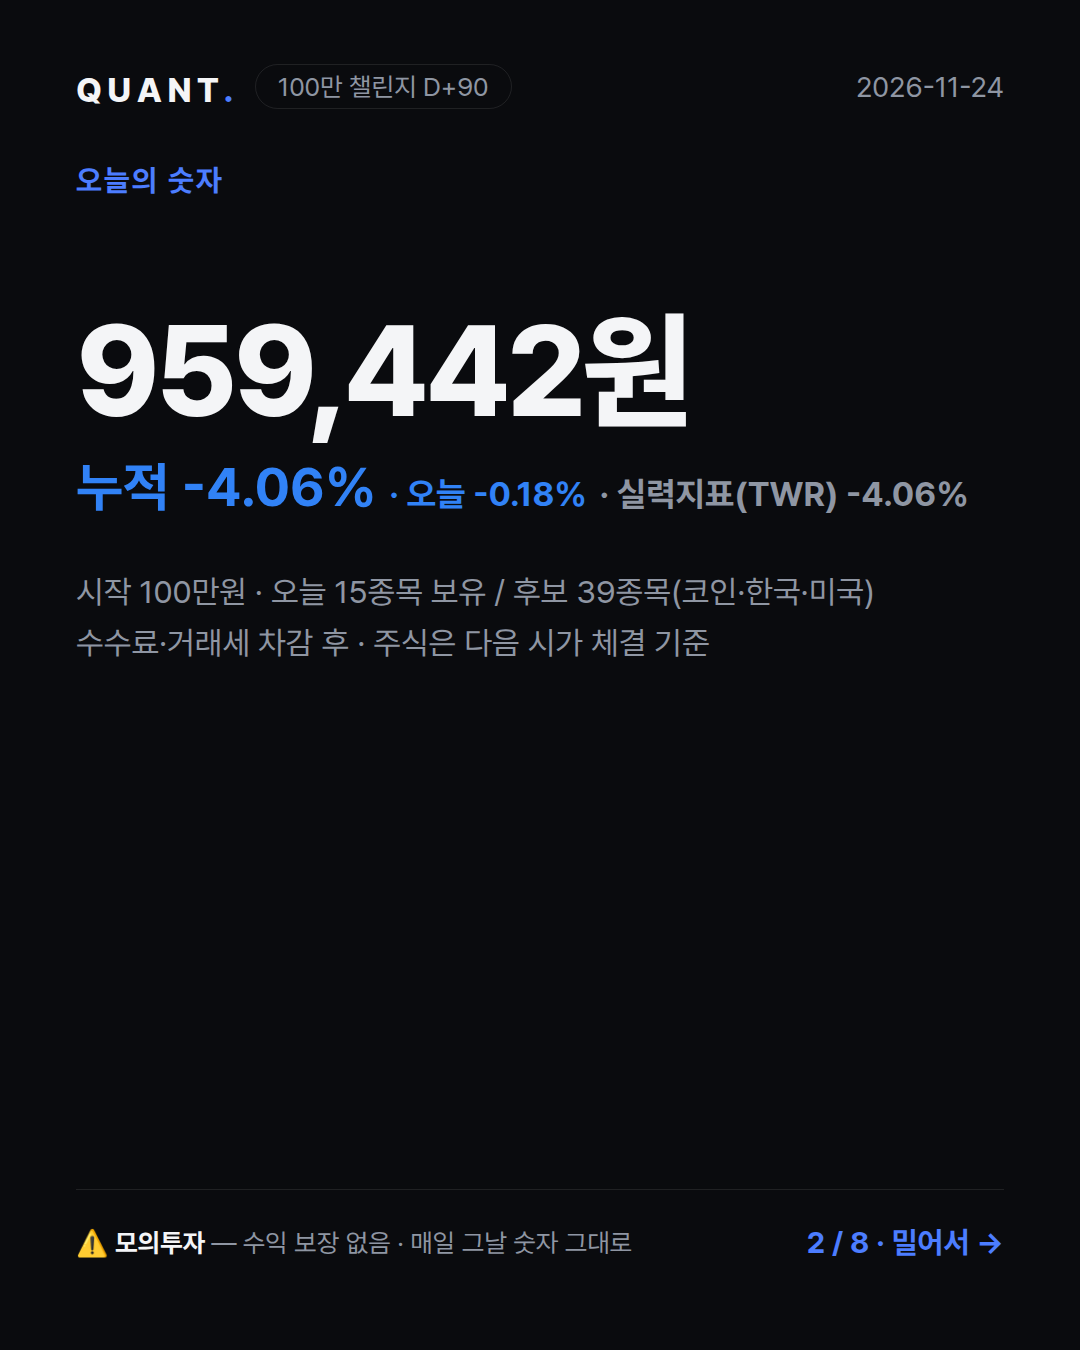 QUANT. 100만 챌린지 D+90 2026-11-24
오늘의 숫자
959,442원
누적 -4.06% · 오늘 -0.18% · 실력지표(TWR) -4.06%
시작 100만원 · 오늘 15종목 보유 / 후보 39종목(코인·한국·미국)
수수료·거래세 차감 후 · 주식은 다음 시가 체결 기준
⚠️ 모의투자 — 수익 보장 없음 · 매일 그날 숫자 그대로 2 / 8 · 밀어서 →